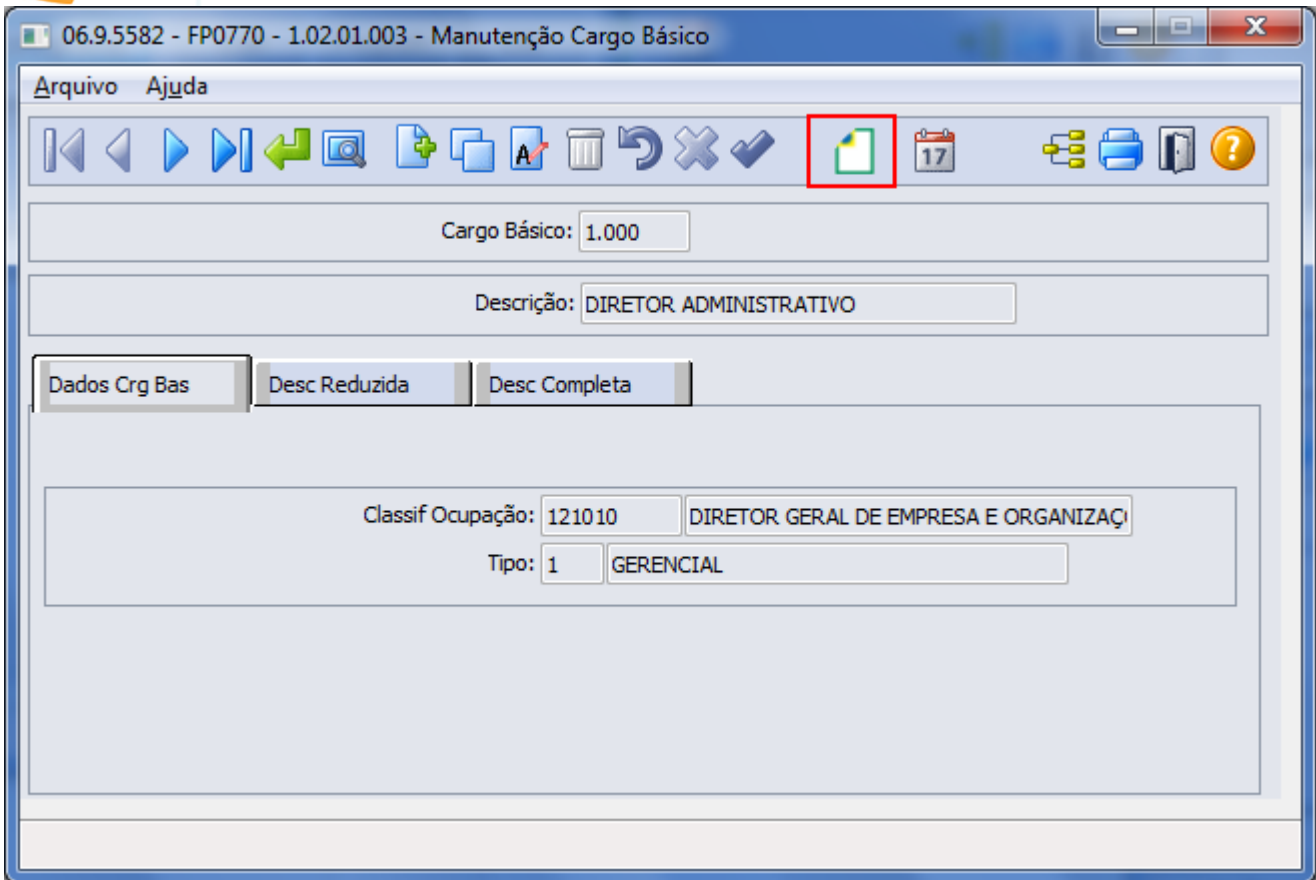 06.9.5582 - FP0770 - 1.02.01.003 - Manutenção Cargo Básico
Arquivo Ajuda
A 17 ?
Cargo Básico: 1.000
Descrição: DIRETOR ADMINISTRATIVO
Dados Crg Bas Desc Reduzida Desc Completa
Classif Ocupação: 121010 DIRETOR GERAL DE EMPRESA E ORGANIZAÇ
Tipo: 1 GERENCIAL